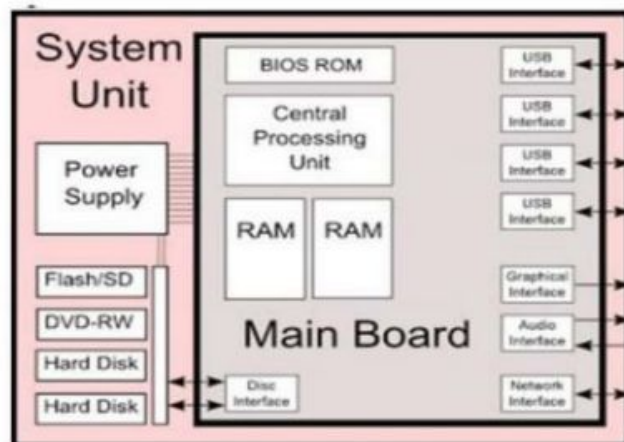 System
Unit
Power
Supply
Flash/SD
DVD-RW
Hard Disk
Hard Disk
BIOS ROM
Central
Processing
Unit
RAM
RAM
Main Board
Disc
Interface
USB
Interface
USB
Interface
USB
Interface
USB
Interface
Graphical
Interface
Audio
Interface
Network
Interface